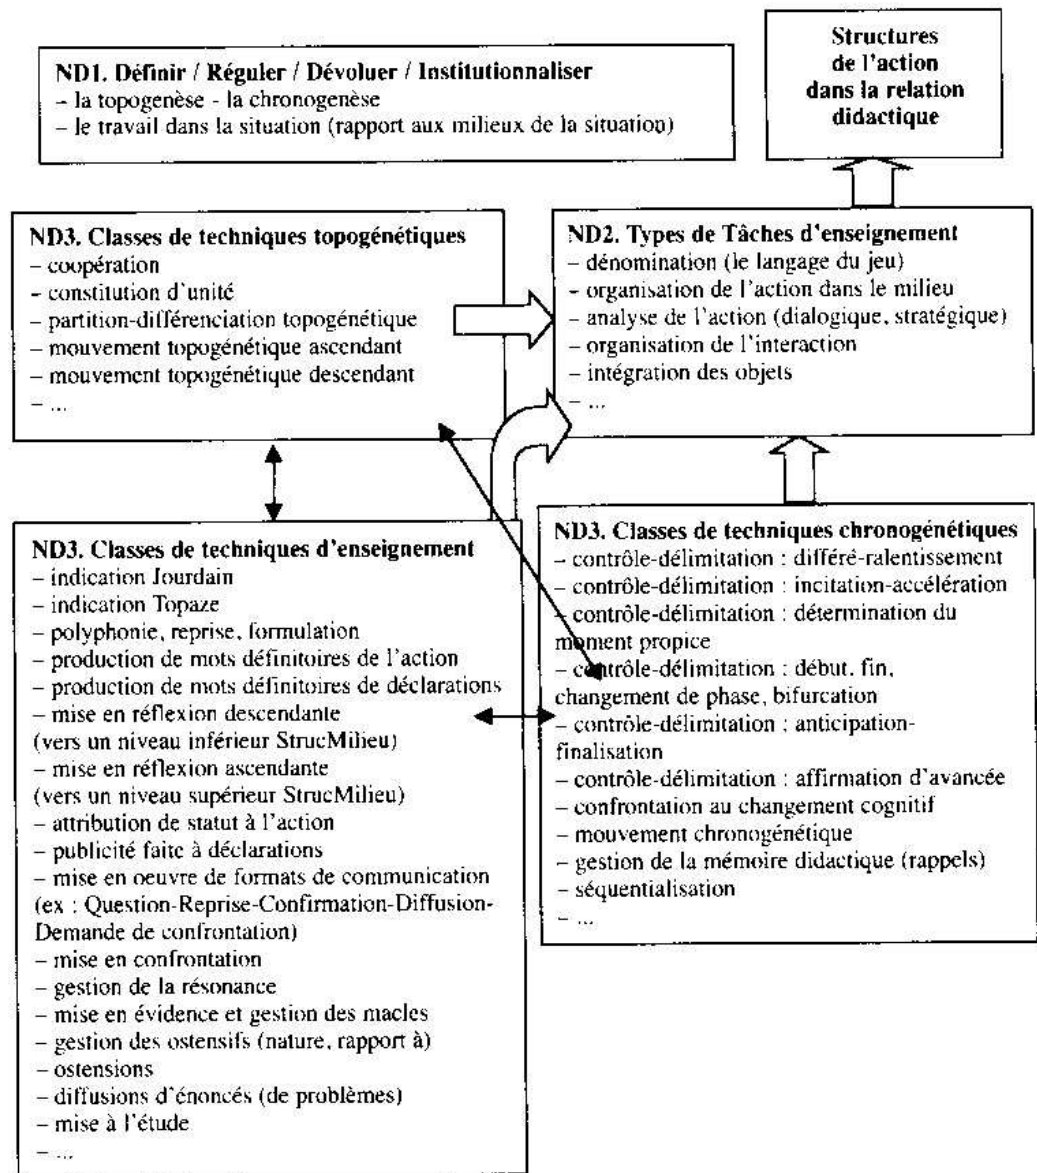 Structures
de l'action
dans la relation
didactique
ND1. Définir / Réguler / Dévoluer / Institutionnaliser
– la topogenèse - la chronogenèse
– le travail dans la situation (rapport aux milieux de la situation)
ND3. Classes de techniques topogénétiques
– coopération
– constitution d'unité
– partition-différenciation topogénétique
– mouvement topogénétique ascendant
– mouvement topogénétique descendant
– ...
ND2. Types de Tâches d'enseignement
– dénomination (le langage du jeu)
– organisation de l'action dans le milieu
– analyse de l'action (dialogique, stratégique)
– organisation de l'interaction
– intégration des objets
– ...
ND3. Classes de techniques d'enseignement
– indication Jourdain
– indication Topaze
– polyphonie, reprise, formulation
– production de mots définitoires de l'action
– production de mots définitoires de déclarations
– mise en réflexion descendante
(vers un niveau inférieur StrucMilieu)
– mise en réflexion ascendante
(vers un niveau supérieur StrucMilieu)
– attribution de statut à l'action
– publicité faite à déclarations
– mise en oeuvre de formats de communication
(ex : Question-Reprise-Confirmation-Diffusion-
Demande de confrontation)
– mise en confrontation
– gestion de la résonance
– mise en évidence et gestion des macles
– gestion des ostensifs (nature, rapport à)
– ostensions
– diffusions d'énoncés (de problèmes)
– mise à l'étude
– ...
ND3. Classes de techniques chronogénétiques
– contrôle-délimitation : différé-ralentissement
– contrôle-délimitation : incitation-accélération
– contrôle-délimitation : détermination du
moment propice
– contrôle-délimitation : début, fin,
changement de phase, bifurcation
– contrôle-délimitation : anticipation-
finalisation
– contrôle-délimitation : affirmation d'avancée
– confrontation au changement cognitif
– mouvement chronogénétique
– gestion de la mémoire didactique (rappels)
– séquentialisation
– ...